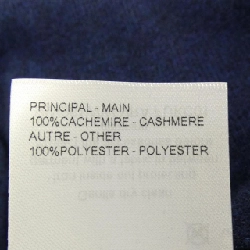 PRINCIPAL - MAIN
100%CACHEMIRE - CASHMERE
AUTRE - OTHER
100%POLYESTER - POLYESTER